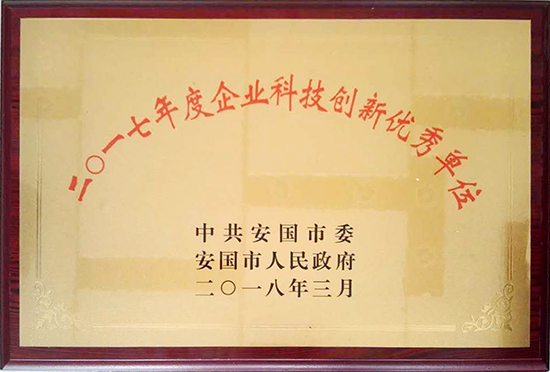 二〇一七年度企业科技创新优秀单位
中共安国市委
安国市人民政府
二〇一八年三月